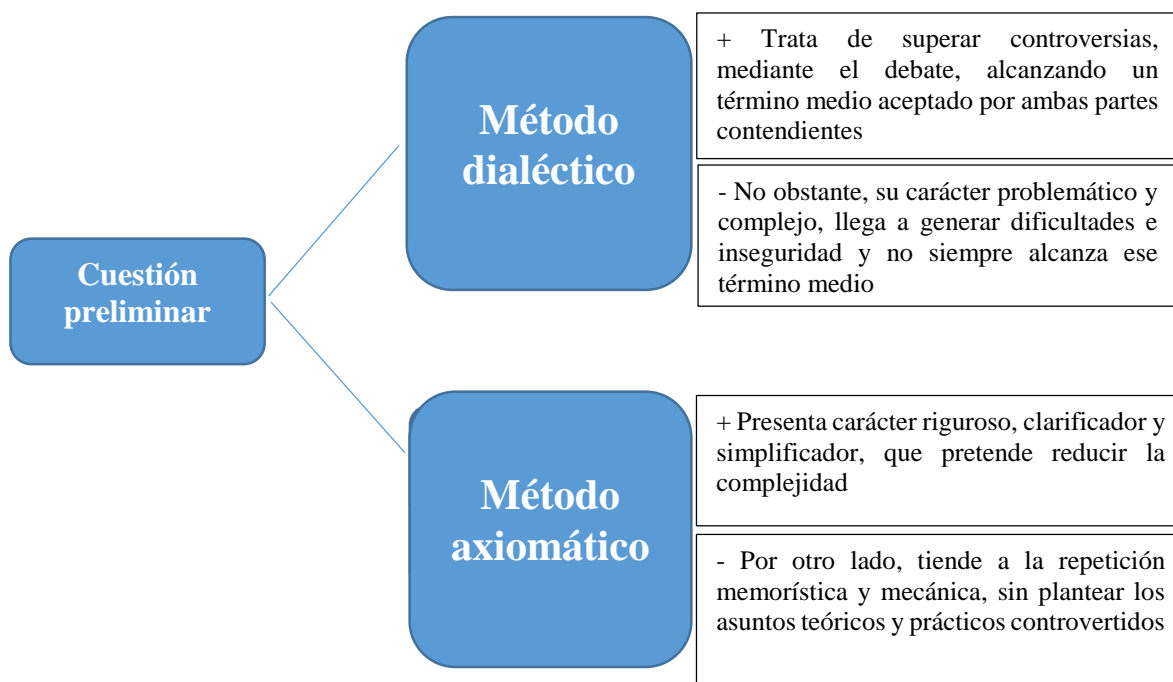 Cuestión
preliminar
Método
dialéctico
+ Trata de superar controversias,
mediante el debate, alcanzando un
término medio aceptado por ambas partes
contendientes
- No obstante, su carácter problemático y
complejo, llega a generar dificultades e
inseguridad y no siempre alcanza ese
término medio
Método
axiomático
+ Presenta carácter riguroso, clarificador y
simplificador, que pretende reducir la
complejidad
- Por otro lado, tiende a la repetición
memorística y mecánica, sin plantear los
asuntos teóricos y prácticos controvertidos